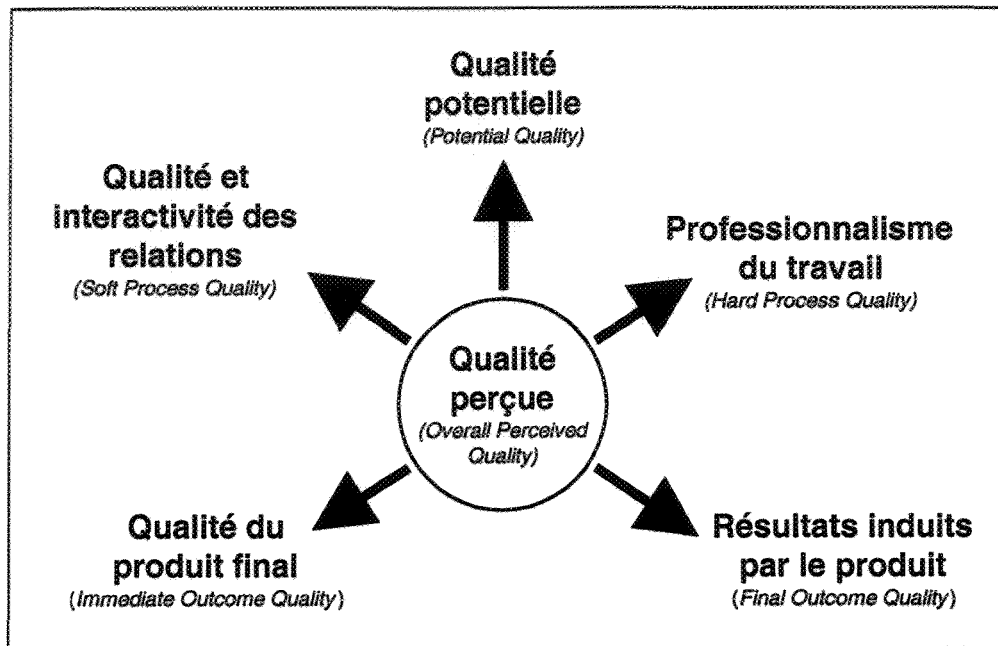 Qualité
potentielle
(Potential Quality)
Qualité et
interactivité des
relations
(Soft Process Quality)
Professionnalisme
du travail
(Hard Process Quality)
Qualité
perçue
(Overall Perceived
Quality)
Qualité du
produit final
(Immediate Outcome Quality)
Résultats induits
par le produit
(Final Outcome Quality)